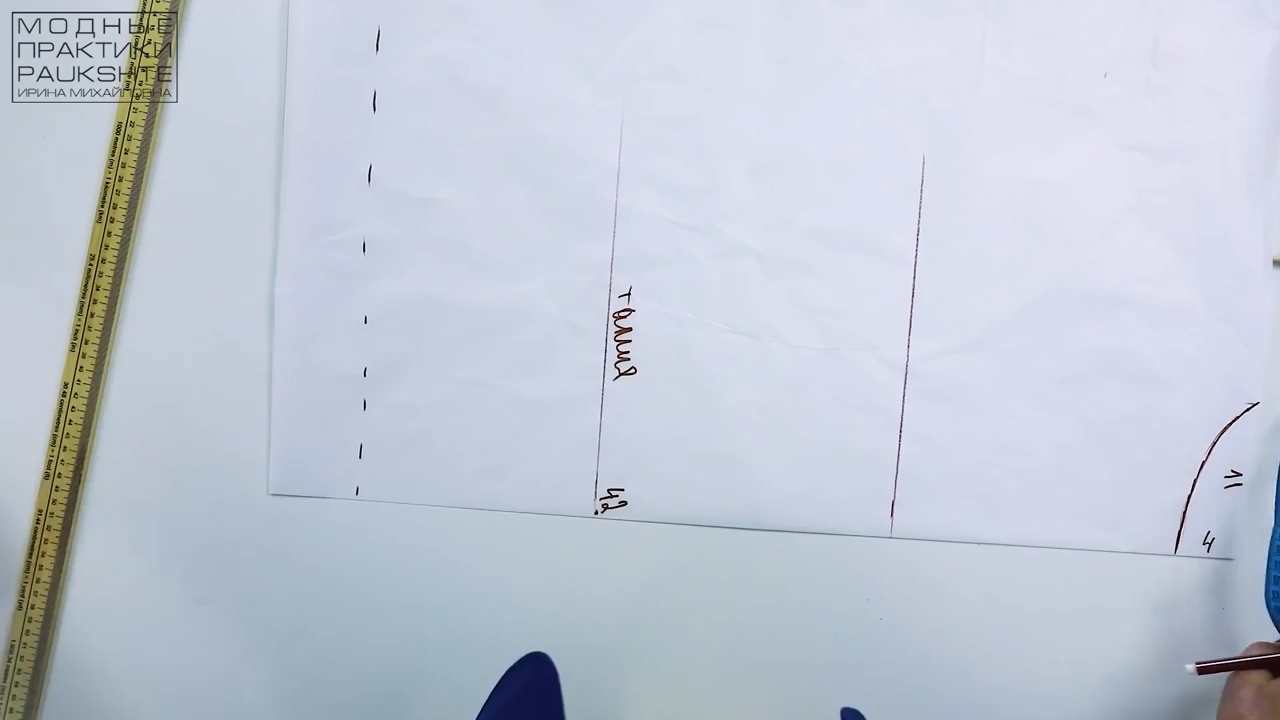 МОДНЫЕ
ПРАКТИКИ
PAUKSHTE
ИРИНА МИХАЙЛОВНА
талия
42
11
4